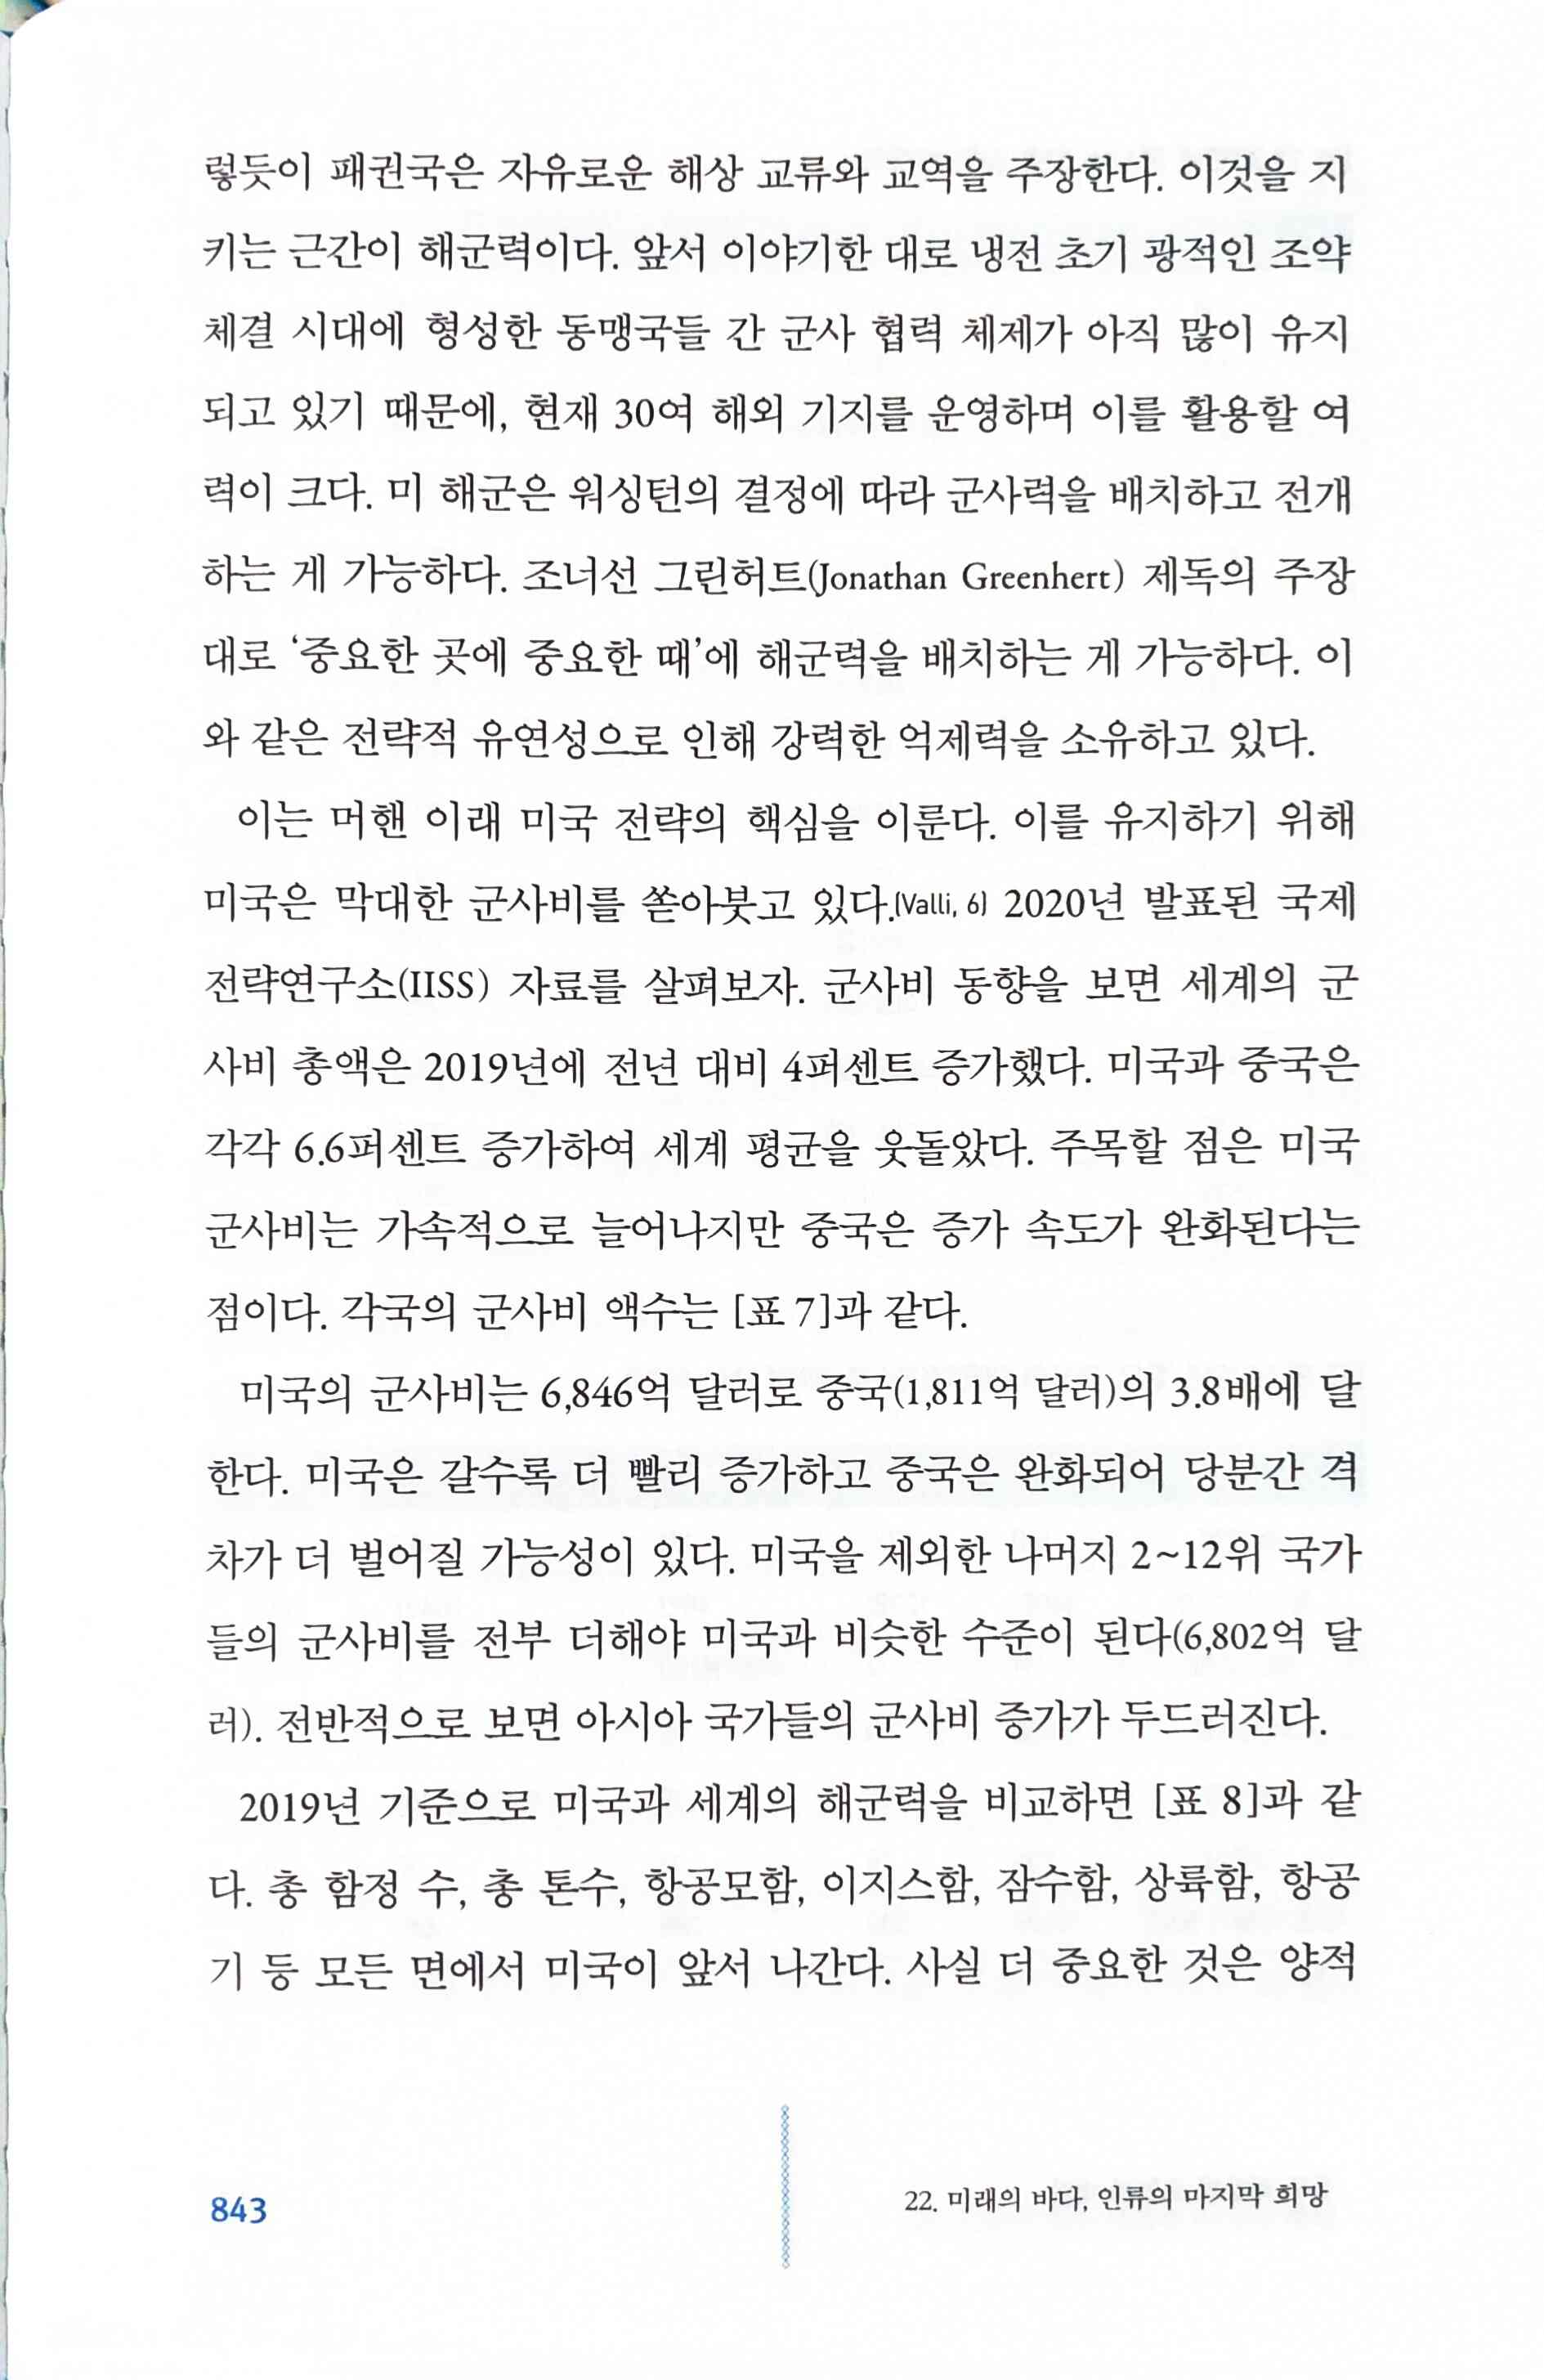 렇듯이 패권국은 자유로운 해상 교류와 교역을 주장한다. 이것을 지
키는 근간이 해군력이다. 앞서 이야기한 대로 냉전 초기 광적인 조약
체결 시대에 형성한 동맹국들 간 군사 협력 체제가 아직 많이 유지
되고 있기 때문에, 현재 30여 해외 기지를 운영하며 이를 활용할 여
력이 크다. 미 해군은 워싱턴의 결정에 따라 군사력을 배치하고 전개
하는 게 가능하다. 조너선 그린허트(Jonathan Greenhert) 제독의 주장
대로 ‘중요한 곳에 중요한 때’에 해군력을 배치하는 게 가능하다. 이
와 같은 전략적 유연성으로 인해 강력한 억제력을 소유하고 있다.
이는 머핸 이래 미국 전략의 핵심을 이룬다. 이를 유지하기 위해
미국은 막대한 군사비를 쏟아붓고 있다.(Valli, 6) 2020년 발표된 국제
전략연구소(IISS) 자료를 살펴보자. 군사비 동향을 보면 세계의 군
사비 총액은 2019년에 전년 대비 4퍼센트 증가했다. 미국과 중국은
각각 6.6퍼센트 증가하여 세계 평균을 웃돌았다. 주목할 점은 미국
군사비는 가속적으로 늘어나지만 중국은 증가 속도가 완화된다는
점이다. 각국의 군사비 액수는 [표 7]과 같다.
미국의 군사비는 6,846억 달러로 중국(1,811억 달러)의 3.8배에 달
한다. 미국은 갈수록 더 빨리 증가하고 중국은 완화되어 당분간 격
차가 더 벌어질 가능성이 있다. 미국을 제외한 나머지 2~12위 국가
들의 군사비를 전부 더해야 미국과 비슷한 수준이 된다(6,802억 달
러). 전반적으로 보면 아시아 국가들의 군사비 증가가 두드러진다.
2019년 기준으로 미국과 세계의 해군력을 비교하면 [표 8]과 같
다. 총 함정 수, 총 톤수, 항공모함, 이지스함, 잠수함, 상륙함, 항공
기 등 모든 면에서 미국이 앞서 나간다. 사실 더 중요한 것은 양적
843
22. 미래의 바다, 인류의 마지막 희망